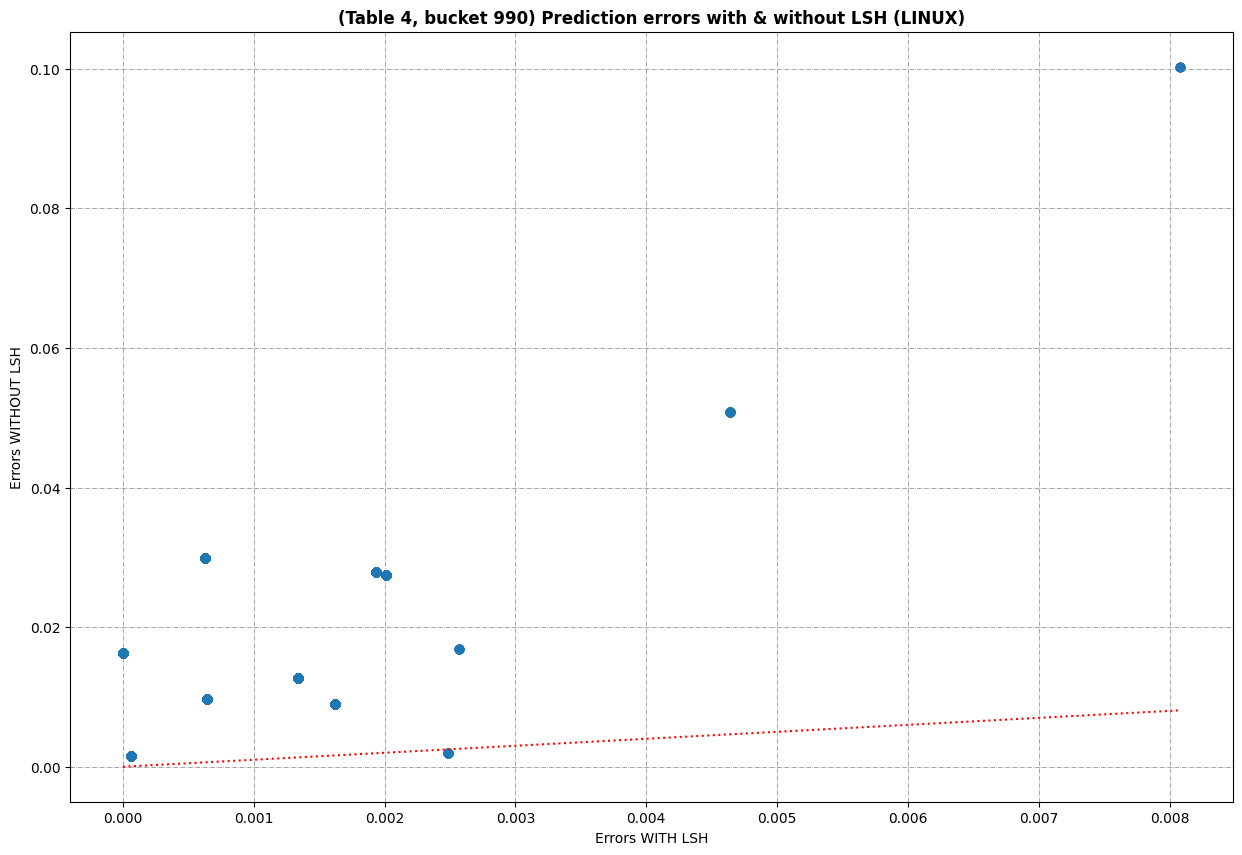 (Table 4, bucket 990) Prediction errors with & without LSH (LINUX)
Errors WITHOUT LSH
0.10
0.08
0.06
0.04
0.02
0.00
0.000 0.001 0.002 0.003 0.004 0.005 0.006 0.007 0.008
Errors WITH LSH